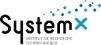 SystemX
INSTITUT DE RECHERCHE
TECHNOLOGIQUE